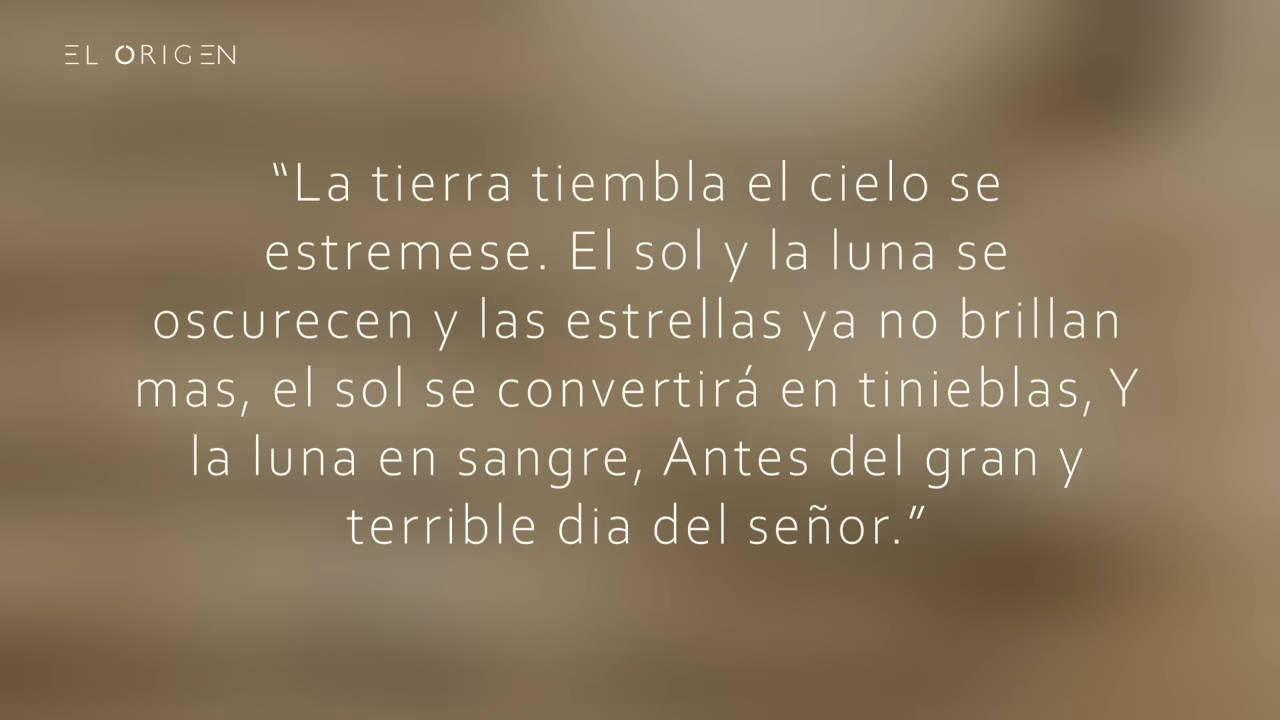 EL ORIGEN
“La tierra tiembla el cielo se
estremese. El sol y la luna se
oscurecen y las estrellas ya no brillan
mas, el sol se convertirá en tinieblas, Y
la luna en sangre, Antes del gran y
terrible dia del señor.”